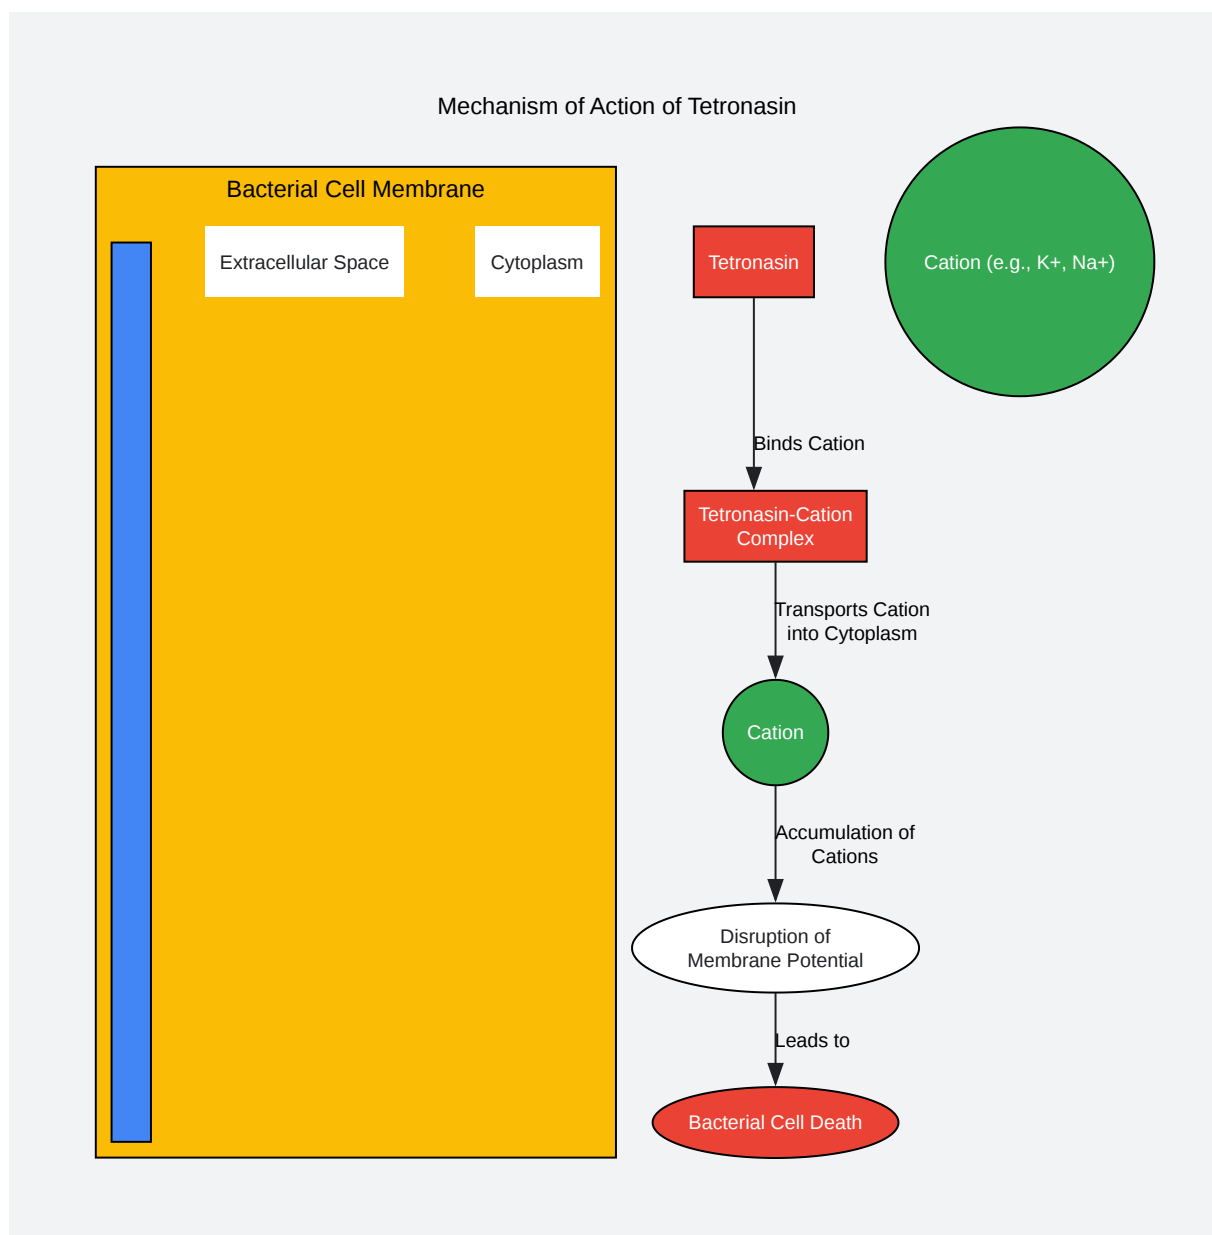 Mechanism of Action of Tetronasin
Bacterial Cell Membrane
Extracellular Space
Cytoplasm
Tetronasin
Cation (e.g., K+, Na+)
Binds Cation
Tetronasin-Cation
Complex
Transports Cation
into Cytoplasm
Cation
Accumulation of
Cations
Disruption of
Membrane Potential
Leads to
Bacterial Cell Death